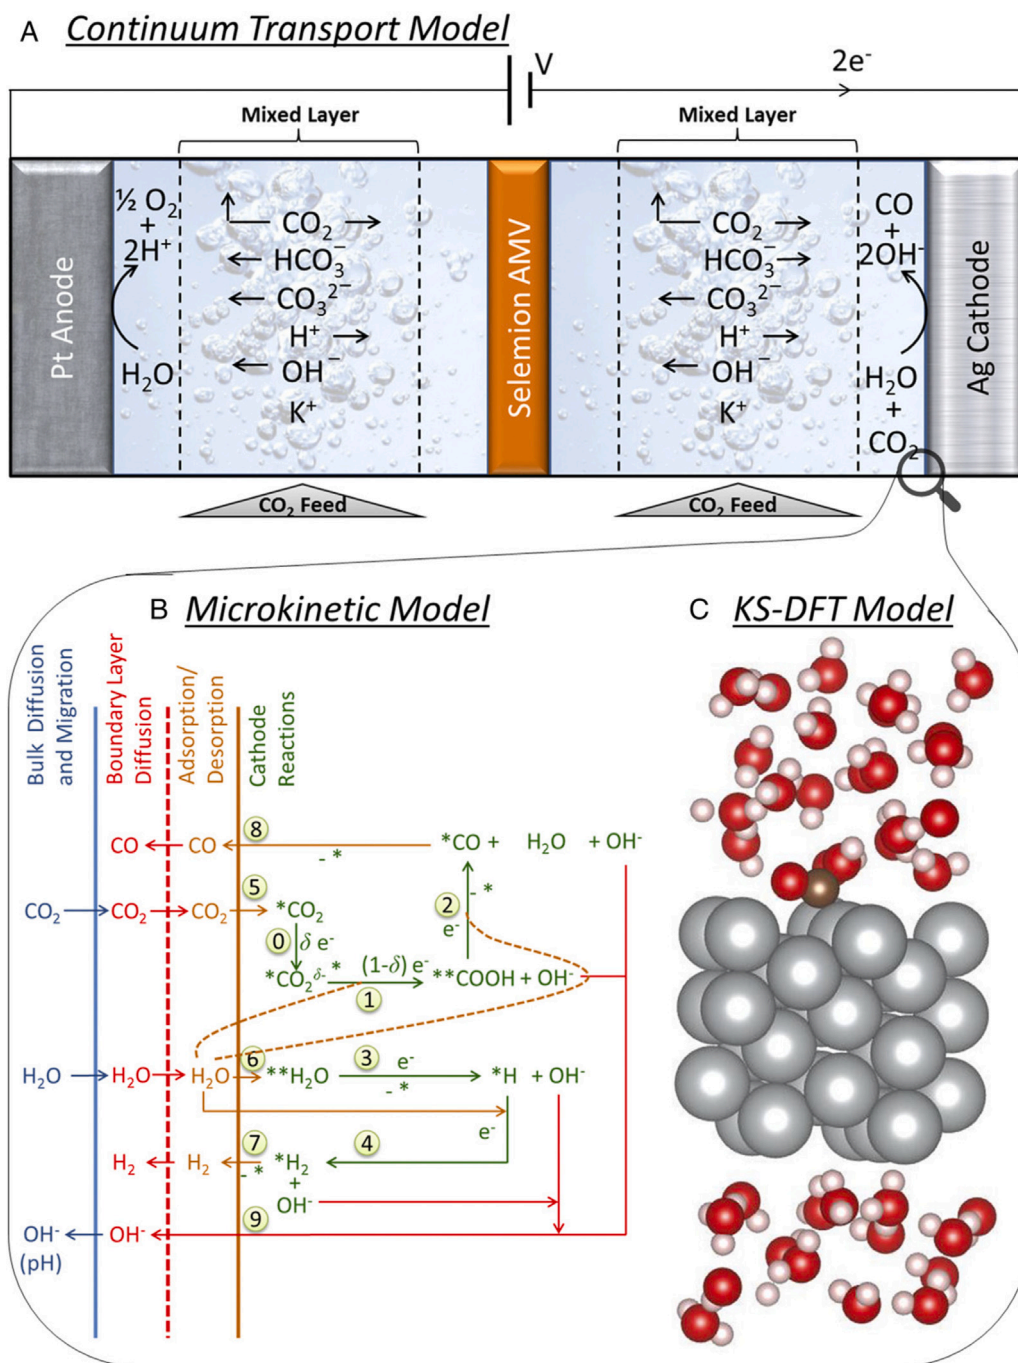 A Continuum Transport Model
V
2e⁻
Mixed Layer
Mixed Layer
Pt Anode
½ O₂
+
2H⁺
H₂O
CO₂
HCO₃⁻
CO₃²⁻
H⁺
OH⁻
K⁺
Selemion AMV
CO₂
HCO₃⁻
CO₃²⁻
H⁺
OH⁻
K⁺
CO
+
2OH⁻
H₂O
+
CO₂
Ag Cathode
CO₂ Feed
CO₂ Feed
B Microkinetic Model
Bulk Diffusion
and Migration
Boundary Layer
Diffusion
Adsorption/
Desorption
Cathode
Reactions
CO CO 8 - * *CO + H₂O + OH⁻
CO₂ CO₂ CO₂ 5 *CO₂
- *
2
e⁻
0 δ e⁻
*CO₂^δ⁻ * (1-δ) e⁻ **COOH + OH⁻
1
H₂O H₂O H₂O 6 **H₂O 3 e⁻ - * *H + OH⁻
e⁻
H₂ H₂ 7 - * *H₂ 4
+
OH⁻
9
OH⁻ OH⁻
(pH)
C KS-DFT Model